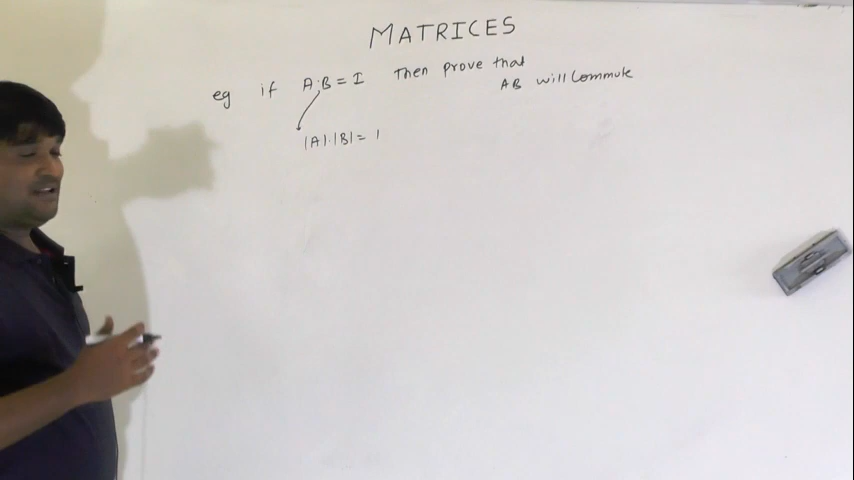 MATRICES
eg if A·B = I Then prove that
AB will Commute
|A|·|B| = 1